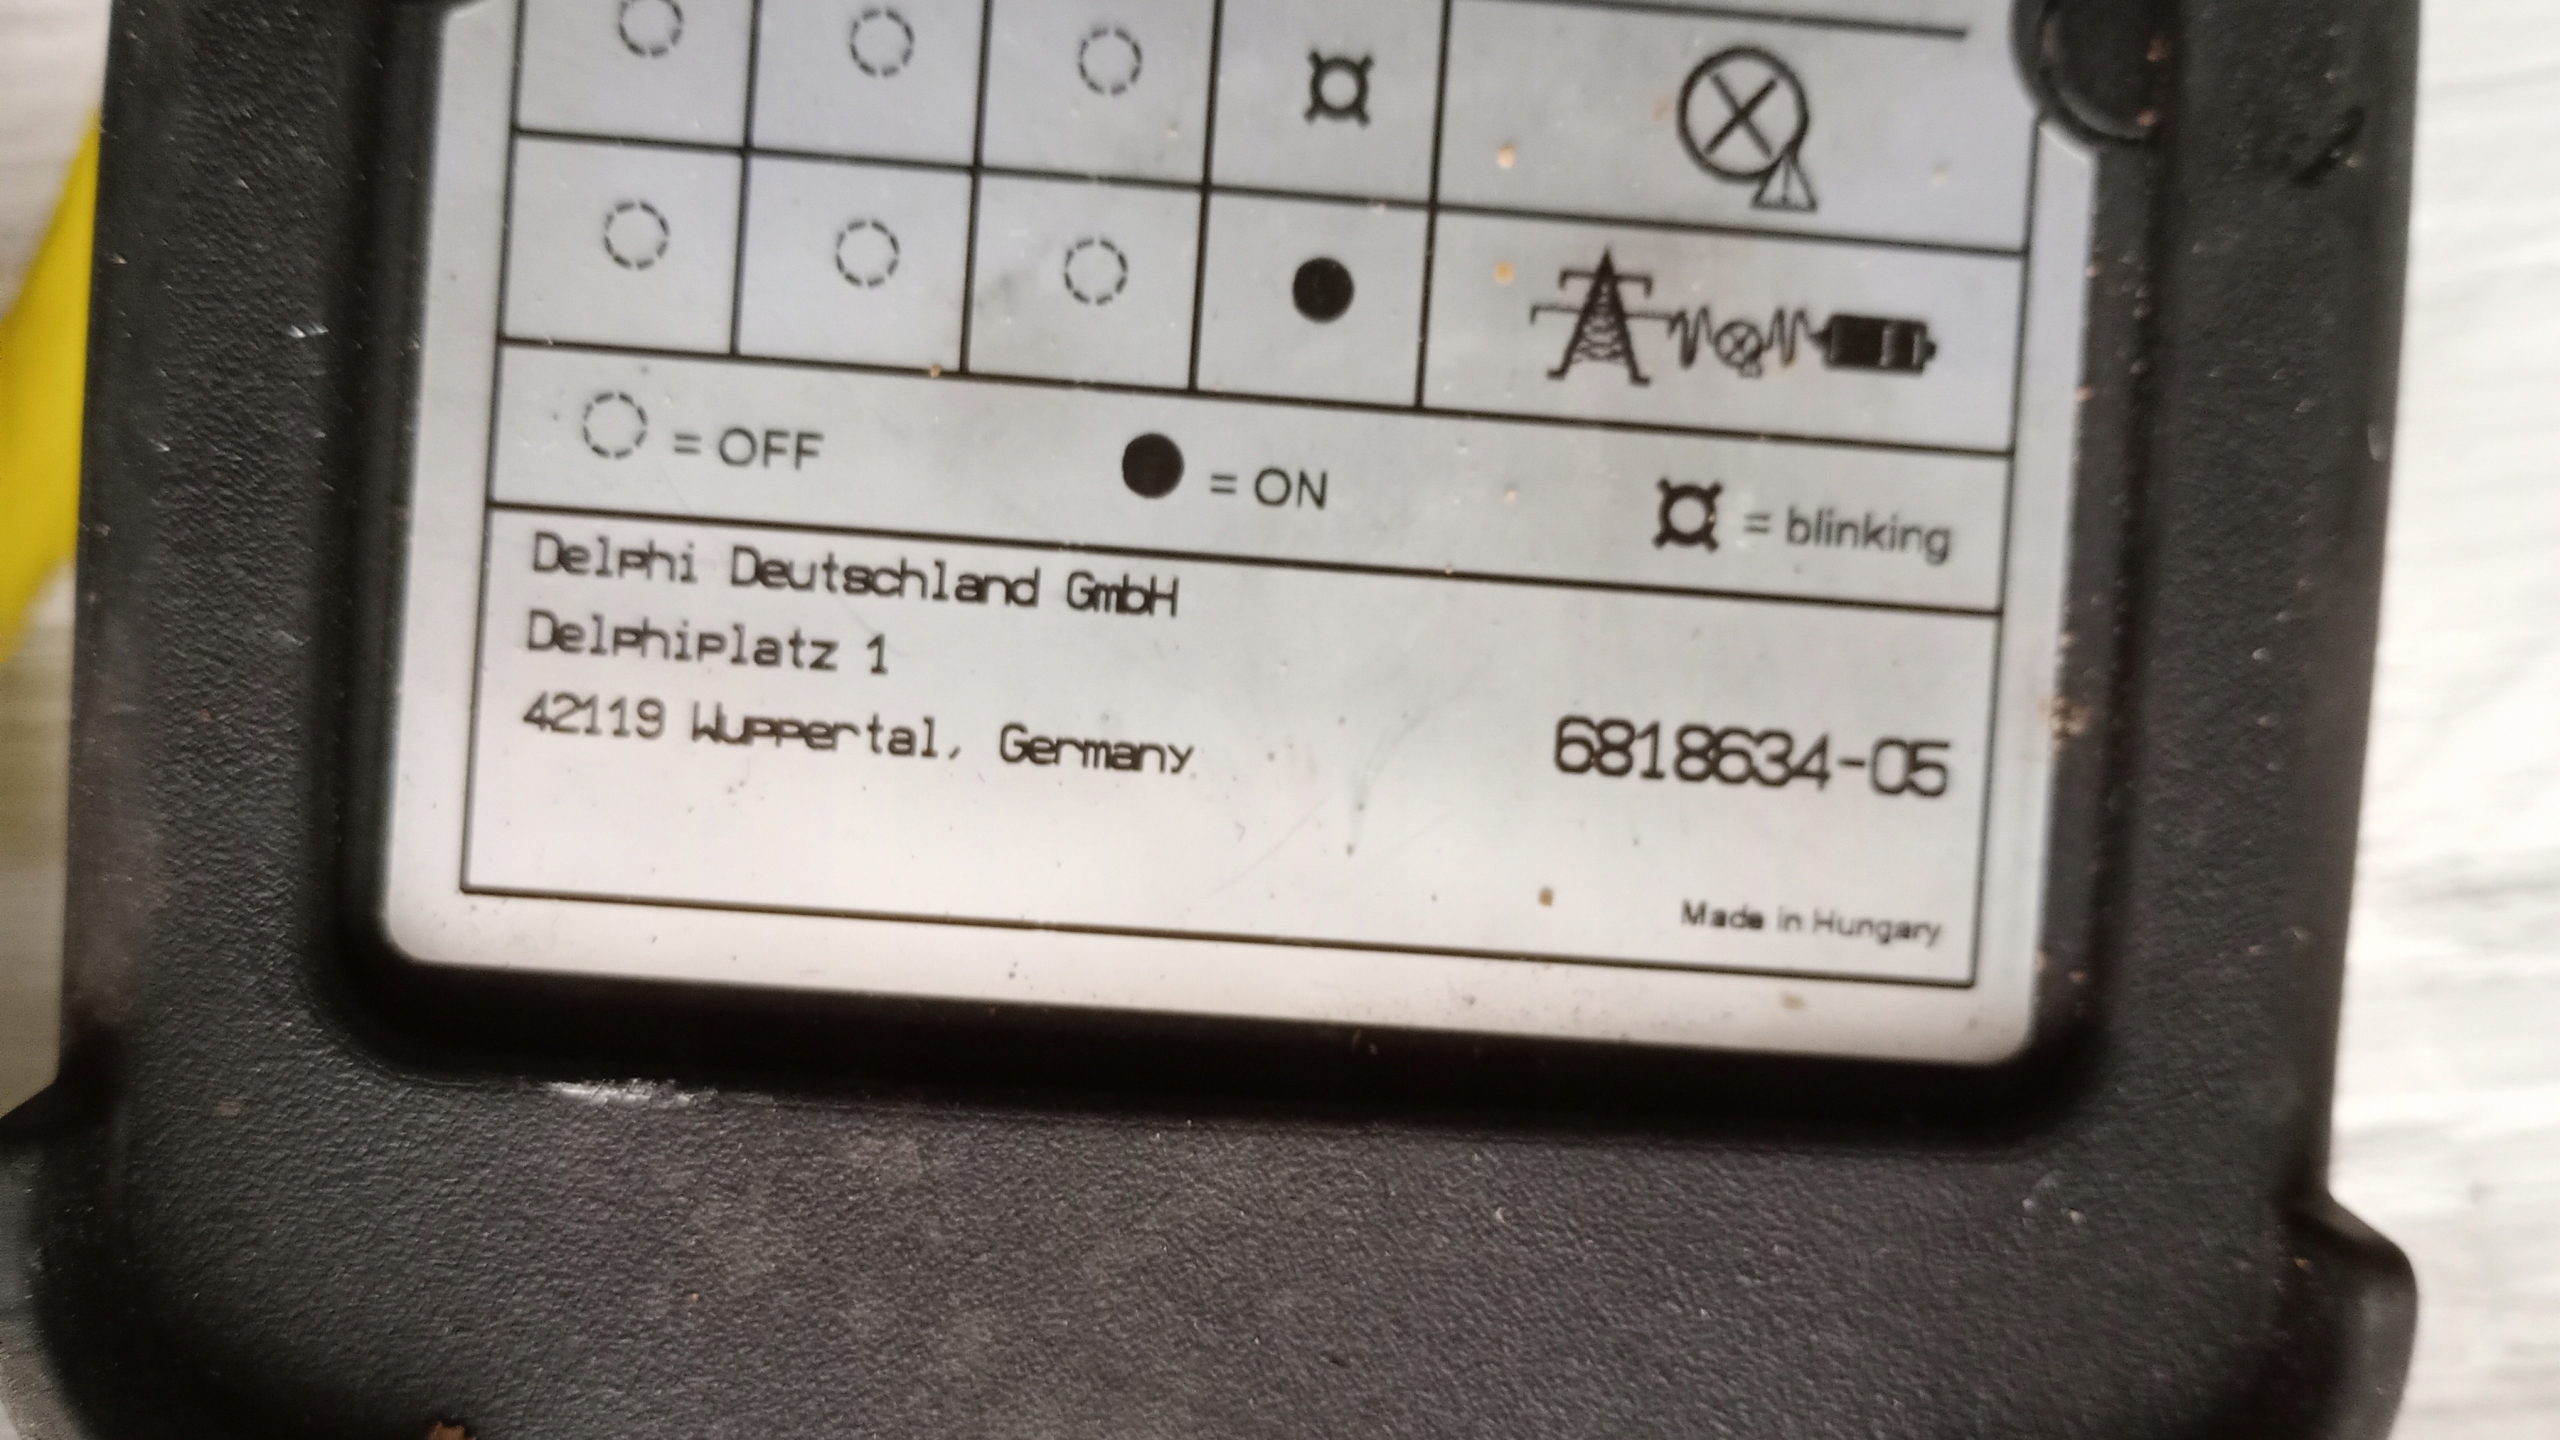 = OFF
= ON
= blinking
Delphi Deutschland GmbH
Delphiplatz 1
42119 Wuppertal, Germany
6818634-05
Made in Hungary